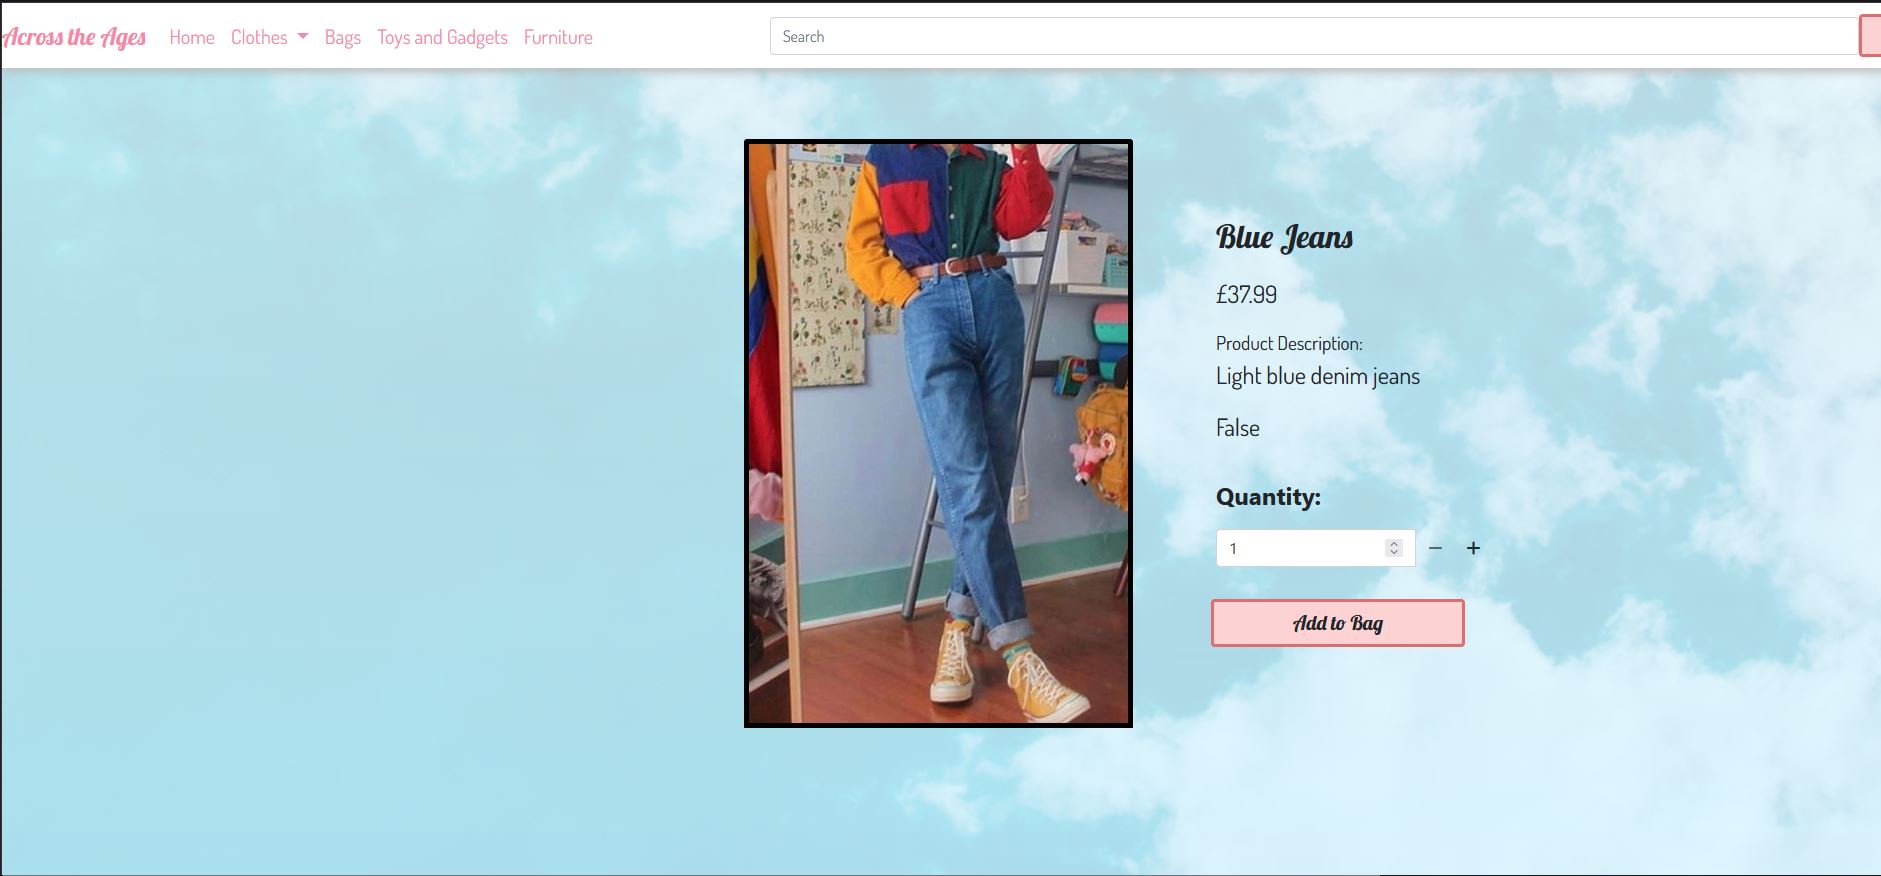 Across the Ages Home Clothes Bags Toys and Gadgets Furniture Search
Blue Jeans
£37.99
Product Description:
Light blue denim jeans
False
Quantity:
1 − +
Add to Bag